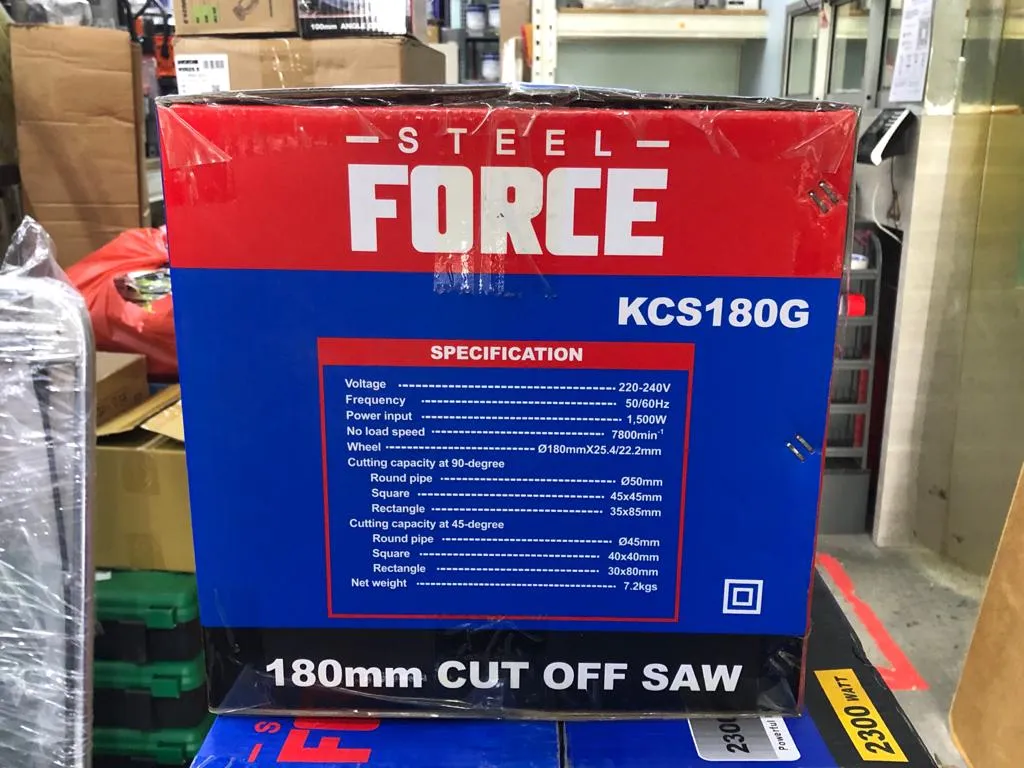 100mm ANGLE
STEEL
FORCE
KCS180G
SPECIFICATION
Voltage 220-240V
Frequency 50/60Hz
Power input 1,500W
No load speed 7800min-1
Wheel Ø180mmX25.4/22.2mm
Cutting capacity at 90-degree
Round pipe Ø50mm
Square 45x45mm
Rectangle 35x85mm
Cutting capacity at 45-degree
Round pipe Ø45mm
Square 40x40mm
Rectangle 30x80mm
Net weight 7.2kgs
180mm CUT OFF SAW
2300 WATT
Powerful